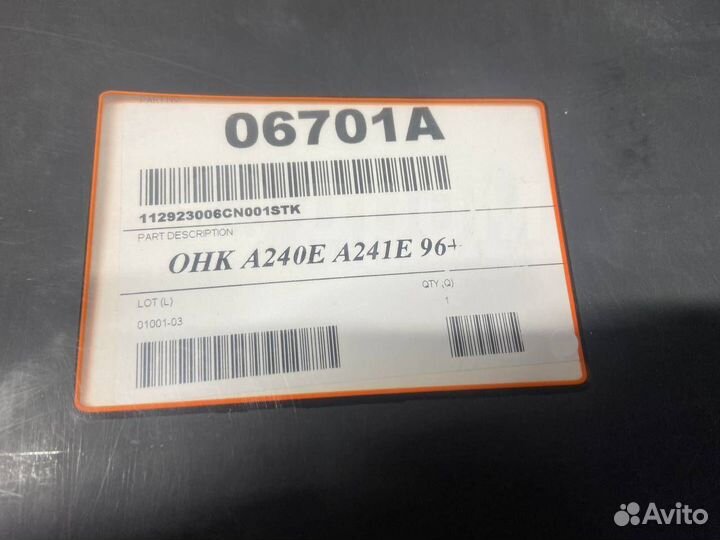 PART NO
06701A
112923006CN001STK
PART DESCRIPTION
OHK A240E A241E 96+
LOT (L)
QTY (Q)
01001-03
1
Avito